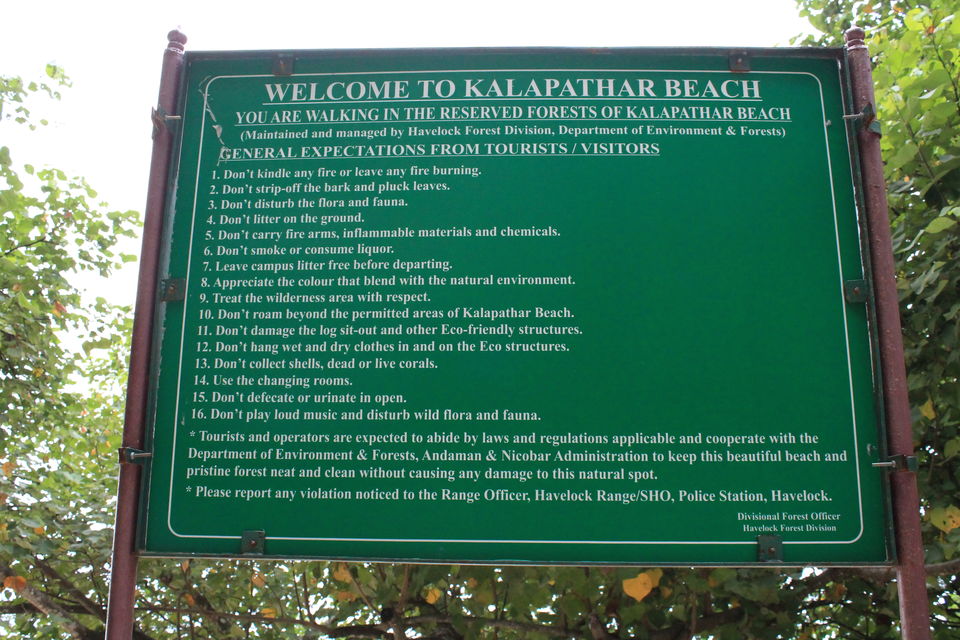 WELCOME TO KALAPATHAR BEACH
YOU ARE WALKING IN THE RESERVED FORESTS OF KALAPATHAR BEACH
(Maintained and managed by Havelock Forest Division, Department of Environment & Forests)
GENERAL EXPECTATIONS FROM TOURISTS / VISITORS
1. Don't kindle any fire or leave any fire burning.
2. Don't strip-off the bark and pluck leaves.
3. Don't disturb the flora and fauna.
4. Don't litter on the ground.
5. Don't carry fire arms, inflammable materials and chemicals.
6. Don't smoke or consume liquor.
7. Leave campus litter free before departing.
8. Appreciate the colour that blend with the natural environment.
9. Treat the wilderness area with respect.
10. Don't roam beyond the permitted areas of Kalapathar Beach.
11. Don't damage the log sit-out and other Eco-friendly structures.
12. Don't hang wet and dry clothes in and on the Eco structures.
13. Don't collect shells, dead or live corals.
14. Use the changing rooms.
15. Don't defecate or urinate in open.
16. Don't play loud music and disturb wild flora and fauna.
* Tourists and operators are expected to abide by laws and regulations applicable and cooperate with the
Department of Environment & Forests, Andaman & Nicobar Administration to keep this beautiful beach and
pristine forest neat and clean without causing any damage to this natural spot.
* Please report any violation noticed to the Range Officer, Havelock Range/SHO, Police Station, Havelock.
Divisional Forest Officer
Havelock Forest Division